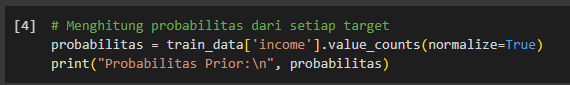 [4] # Menghitung probabilitas dari setiap target
probabilitas = train_data['income'].value_counts(normalize=True)
print("Probabilitas Prior:\n", probabilitas)